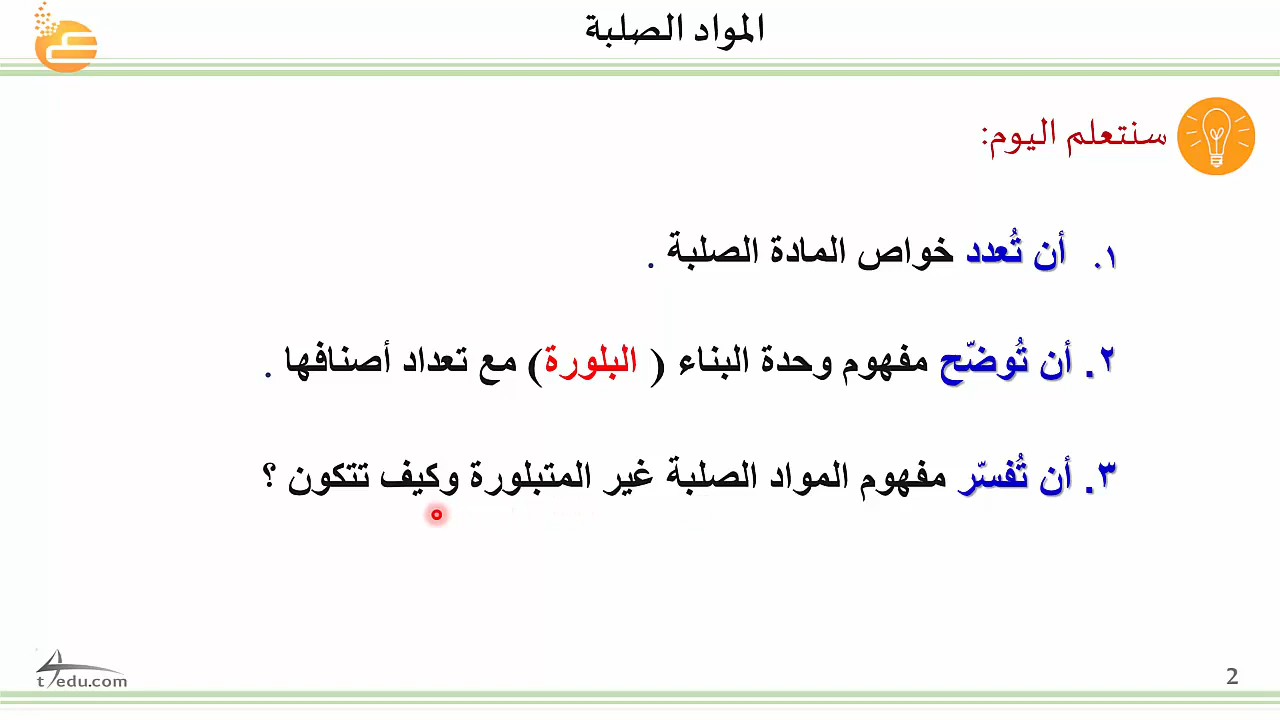 المواد الصلبة
سنتعلم اليوم:
١. أن تُعدد خواص المادة الصلبة .
٢. أن تُوضّح مفهوم وحدة البناء ( البلورة) مع تعداد أصنافها .
٣. أن تُفسّر مفهوم المواد الصلبة غير المتبلورة وكيف تتكون ؟
t4edu.com
2